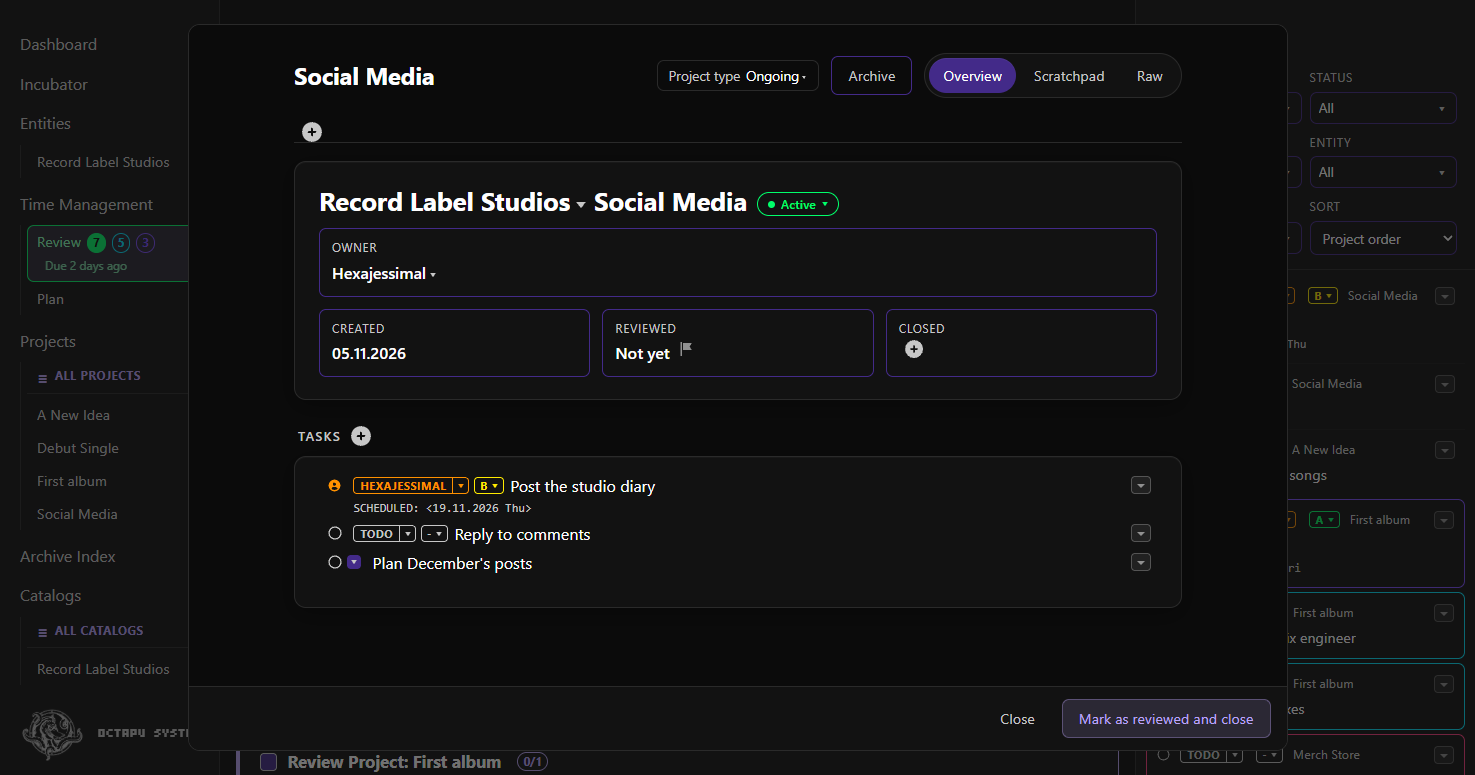 Dashboard
Incubator
Entities
Record Label Studios
Time Management
Review 7 5 3
Due 2 days ago
Plan
Projects
ALL PROJECTS
A New Idea
Debut Single
First album
Social Media
Archive Index
Catalogs
ALL CATALOGS
Record Label Studios
OCTAPU SYST
Social Media
Project type Ongoing
Archive
Overview
Scratchpad
Raw
Record Label Studios Social Media Active
OWNER
Hexajessimal
CREATED
05.11.2026
REVIEWED
Not yet
CLOSED
TASKS
HEXAJESSIMAL B Post the studio diary
SCHEDULED: <19.11.2026 Thu>
TODO - Reply to comments
Plan December's posts
Close
Mark as reviewed and close
Review Project: First album 0/1
STATUS
All
ENTITY
All
SORT
Project order
B Social Media
Thu
Social Media
A New Idea
songs
A First album
ri
First album
ix engineer
First album
kes
TODO - Merch Store